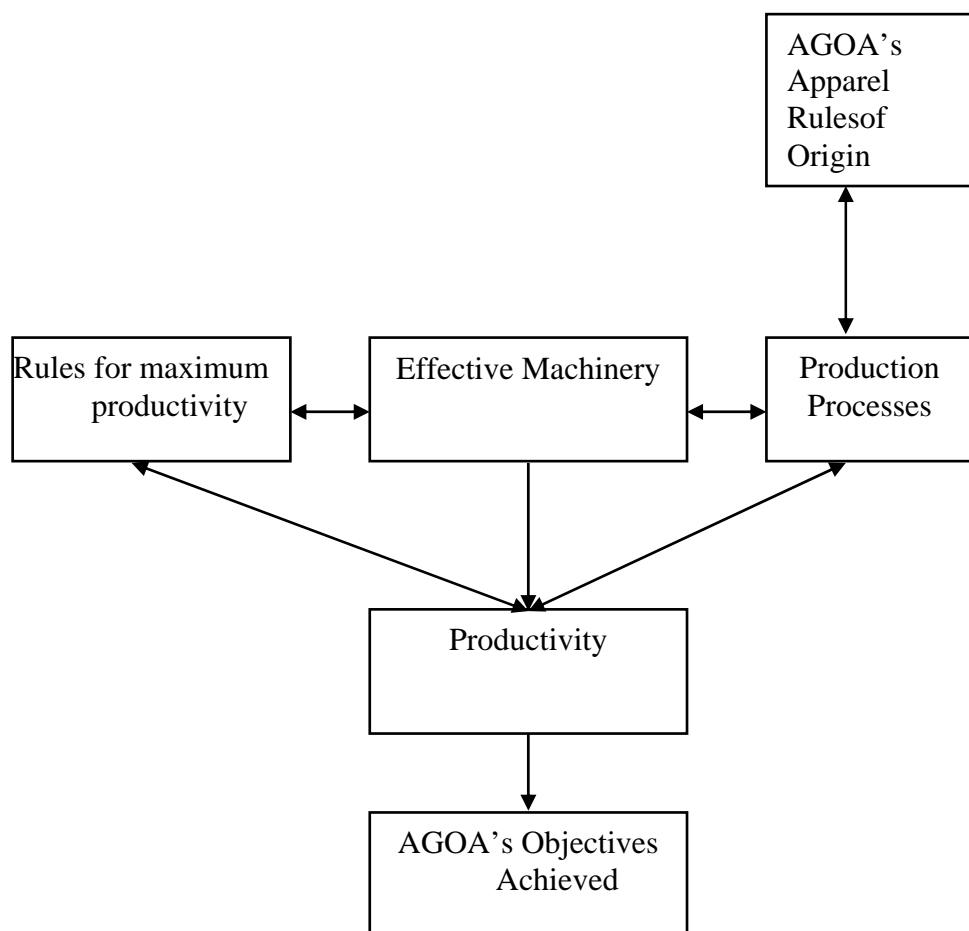 AGOA’s
Apparel
Rulesof
Origin
Rules for maximum
productivity
Effective Machinery
Production
Processes
Productivity
AGOA’s Objectives
Achieved